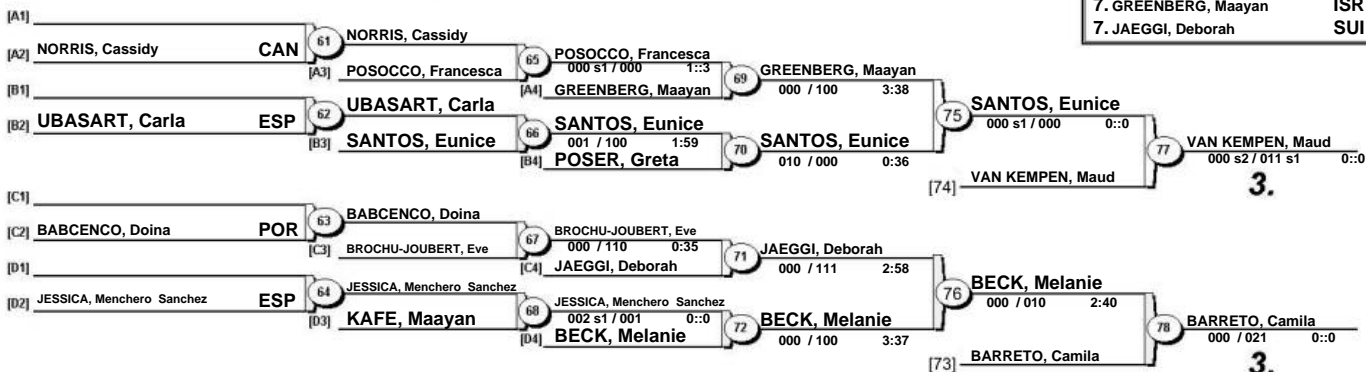 7. GREENBERG, Maayan ISR
7. JAEGGI, Deborah SUI
[A1]
[A2] NORRIS, Cassidy CAN
61
NORRIS, Cassidy
[A3] POSOCCO, Francesca
65
POSOCCO, Francesca
000 s1 / 000 1::3
[A4] GREENBERG, Maayan
69
GREENBERG, Maayan
000 / 100 3:38
[B1]
[B2] UBASART, Carla ESP
62
UBASART, Carla
[B3] SANTOS, Eunice
66
SANTOS, Eunice
001 / 100 1:59
[B4] POSER, Greta
70
SANTOS, Eunice
010 / 000 0:36
75
SANTOS, Eunice
000 s1 / 000 0::0
[74] VAN KEMPEN, Maud
77
VAN KEMPEN, Maud
000 s2 / 011 s1 0::0
3.
[C1]
[C2] BABCENCO, Doina POR
63
BABCENCO, Doina
[C3] BROCHU-JOUBERT, Eve
67
BROCHU-JOUBERT, Eve
000 / 110 0:35
[C4] JAEGGI, Deborah
71
JAEGGI, Deborah
000 / 111 2:58
[D1]
[D2] JESSICA, Menchero Sanchez ESP
64
JESSICA, Menchero Sanchez
[D3] KAFE, Maayan
68
JESSICA, Menchero Sanchez
002 s1 / 001 0::0
[D4] BECK, Melanie
72
BECK, Melanie
000 / 100 3:37
76
BECK, Melanie
000 / 010 2:40
[73] BARRETO, Camila
78
BARRETO, Camila
000 / 021 0::0
3.